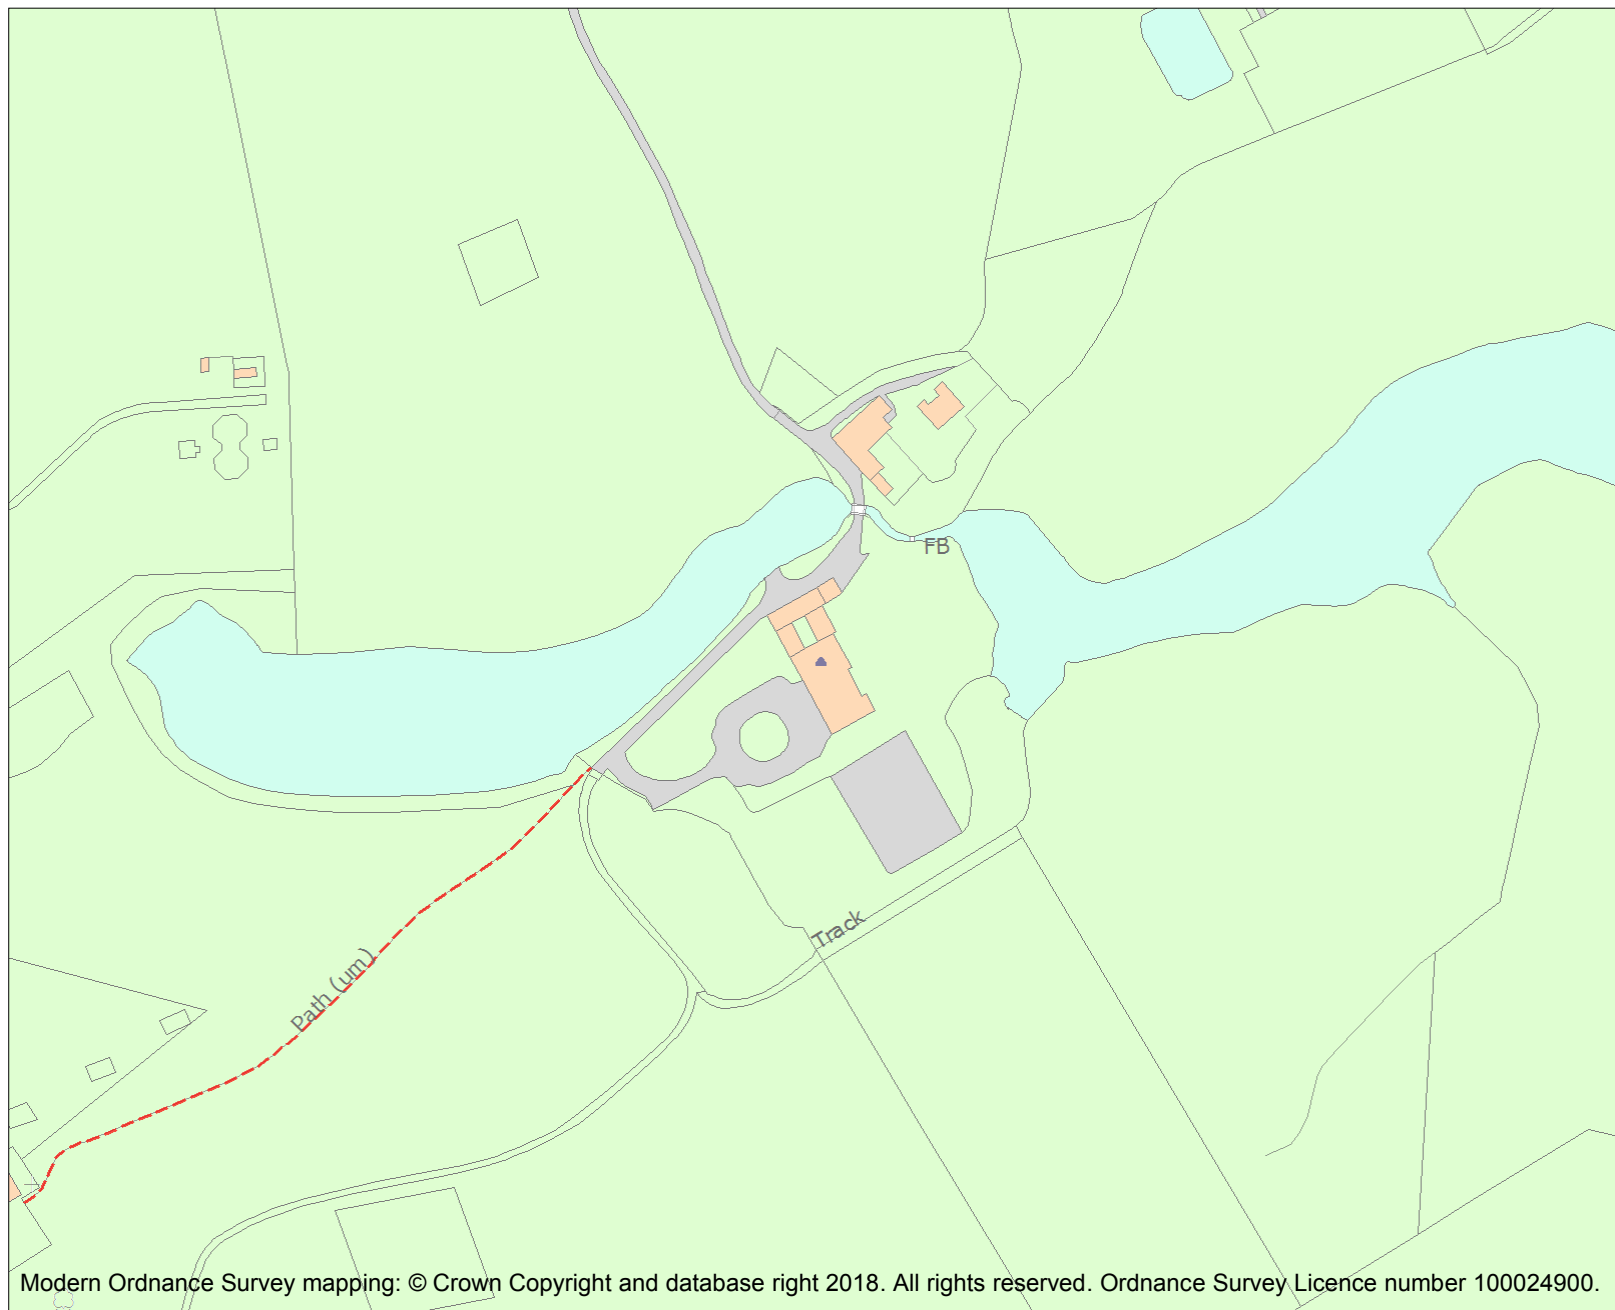 FB
Track
Path (um)
Modern Ordnance Survey mapping: © Crown Copyright and database right 2018. All rights reserved. Ordnance Survey Licence number 100024900.